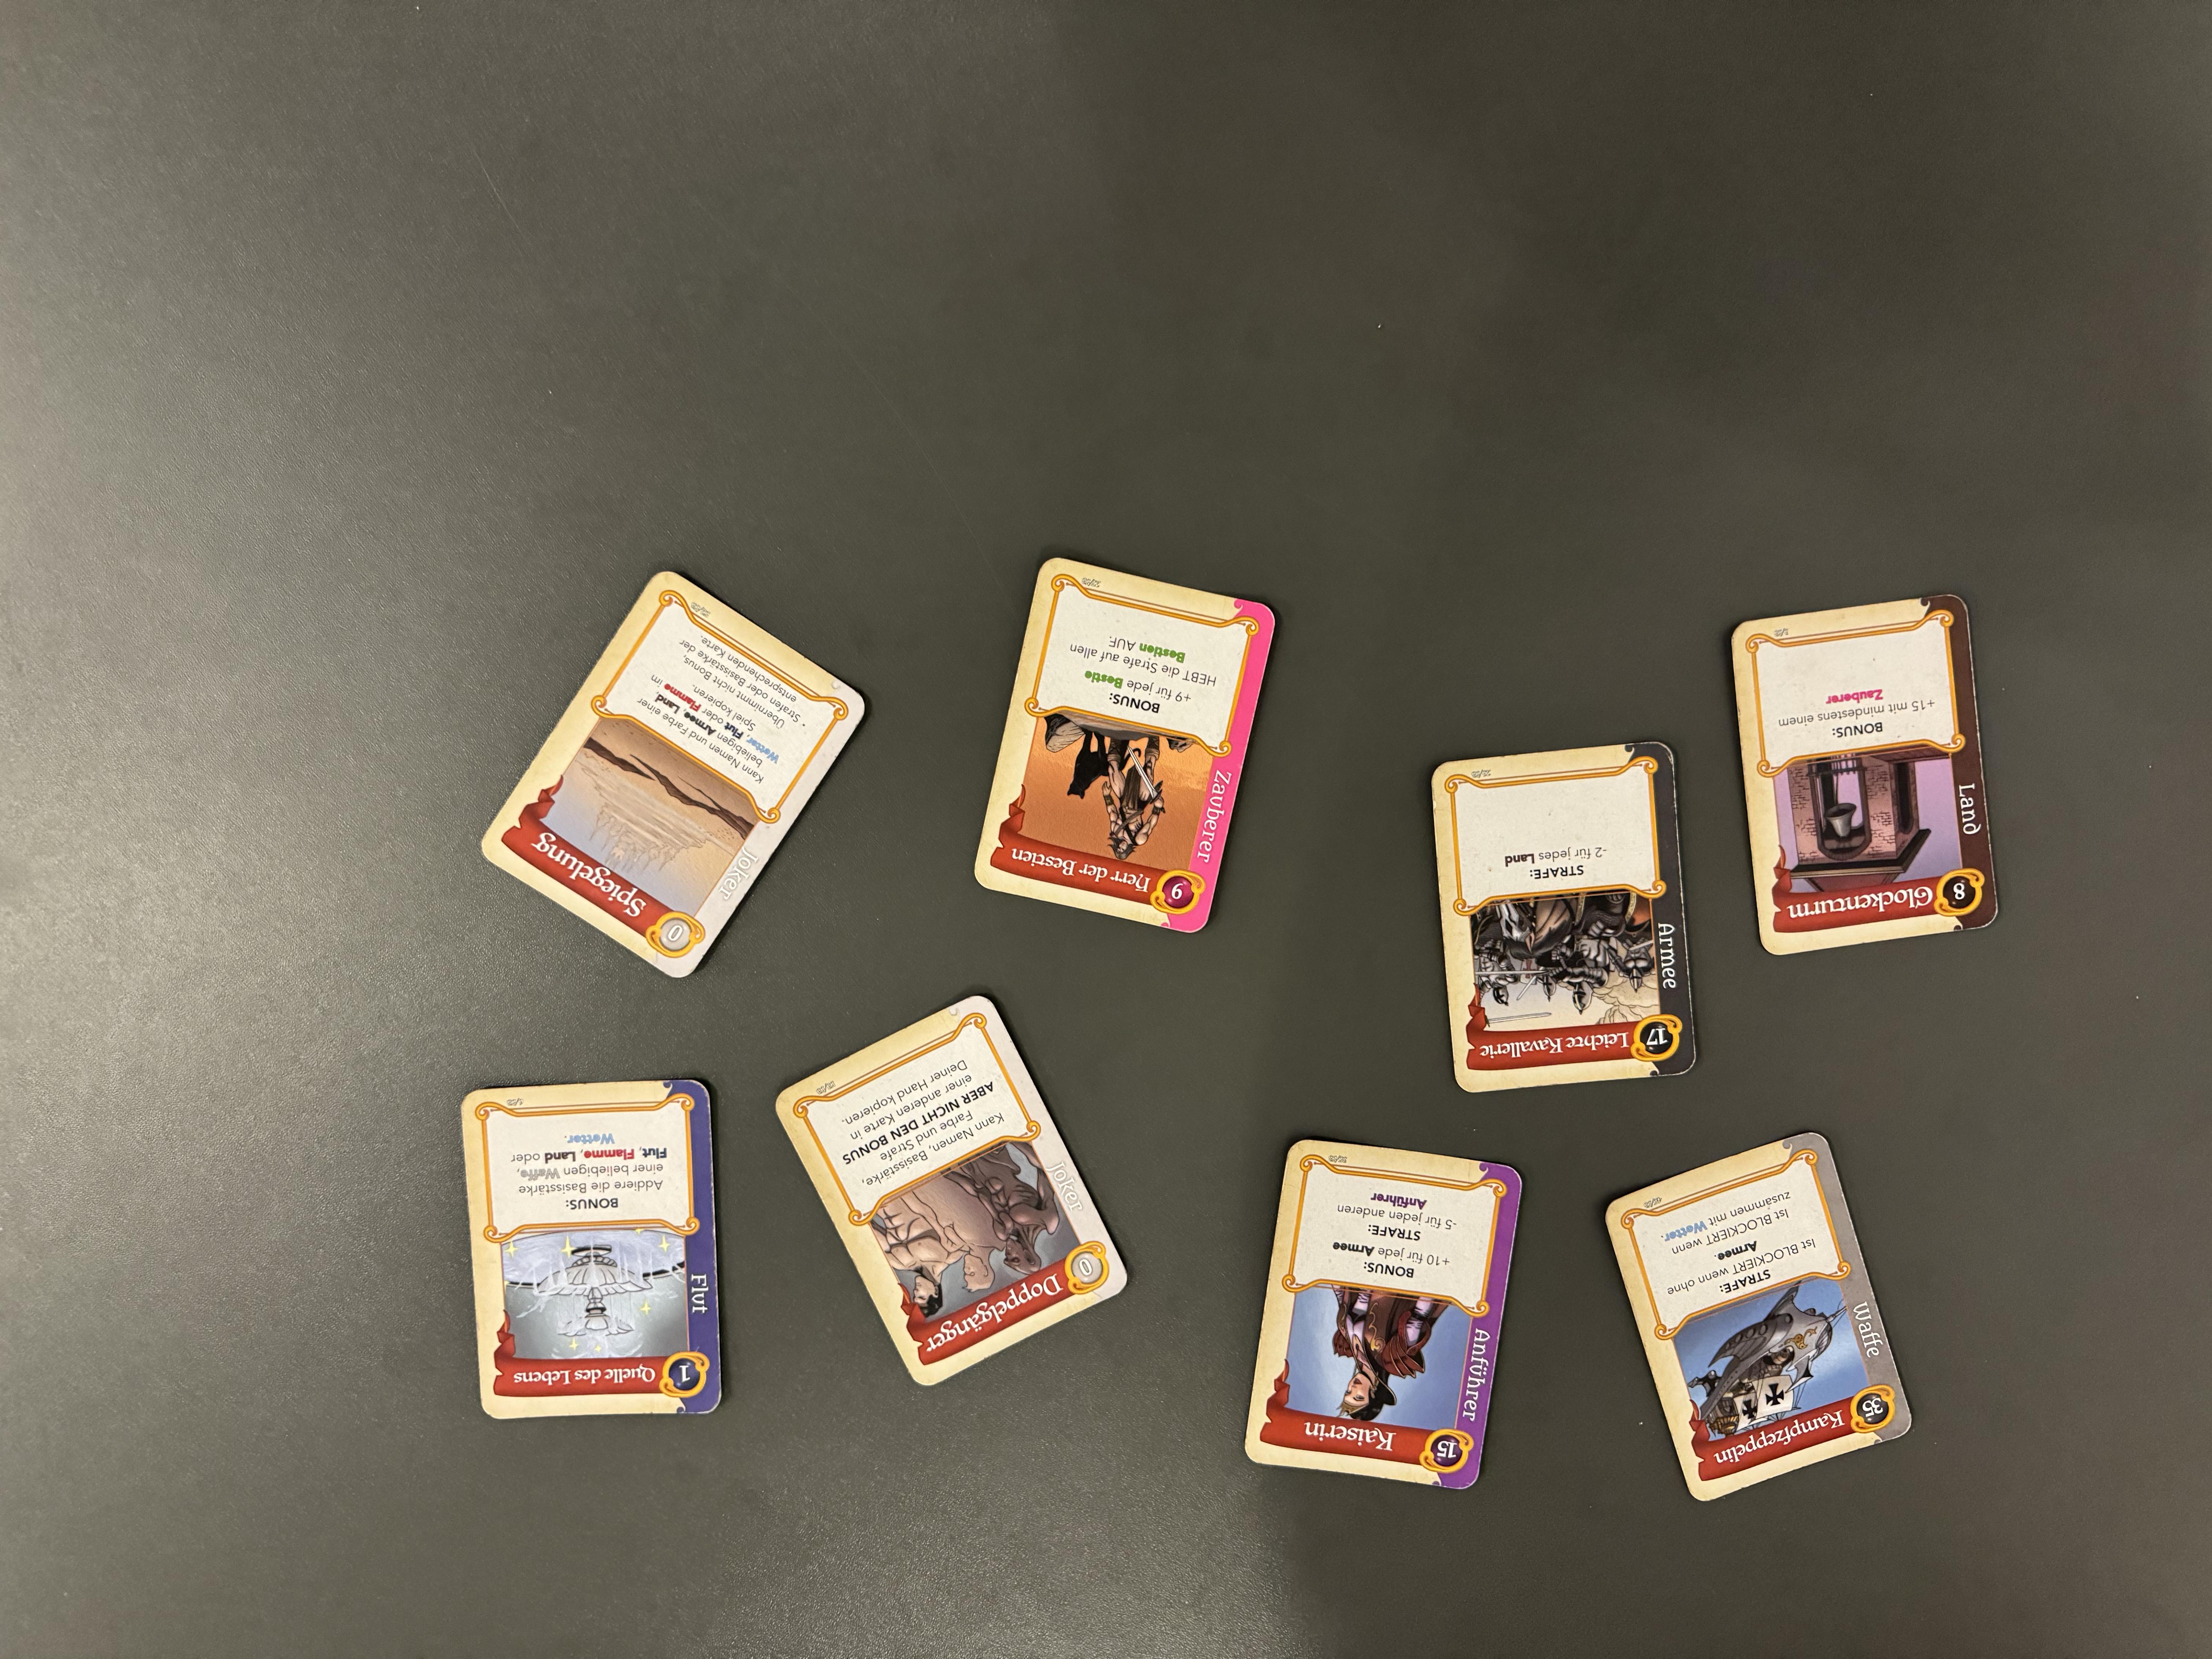 Spiegelung
0
Joker
Kann Namen und Farbe einer
beliebigen Armee, Land,
Wetter, Flut oder Flamme im
Spiel kopieren.
- Übernimmt nicht Bonus,
Strafen oder Basisstärke der
entsprechenden Karte.
Herr der Bestien
9
Zauberer
BONUS:
+9 für jede Bestie
HEBT die Strafe auf allen
Bestien AUF.
Leichte Kavallerie
17
Armee
STRAFE:
-2 für jedes Land
Glockenturm
8
Land
BONUS:
+15 mit mindestens einem
Zauberer
Quelle des Lebens
1
Flut
BONUS:
Addiere die Basisstärke
einer beliebigen Waffe,
Flut, Flamme, Land oder
Wetter.
Doppelgänger
0
Joker
Kann Namen, Basisstärke,
Farbe und Strafe
ABER NICHT DEN BONUS
einer anderen Karte in
Deiner Hand kopieren.
Kaiserin
15
Anführer
BONUS:
+10 für jede Armee
STRAFE:
-5 für jeden anderen
Anführer
Kampfzeppelin
35
Waffe
STRAFE:
Ist BLOCKIERT wenn ohne
Armee.
Ist BLOCKIERT wenn
zusammen mit Wetter.